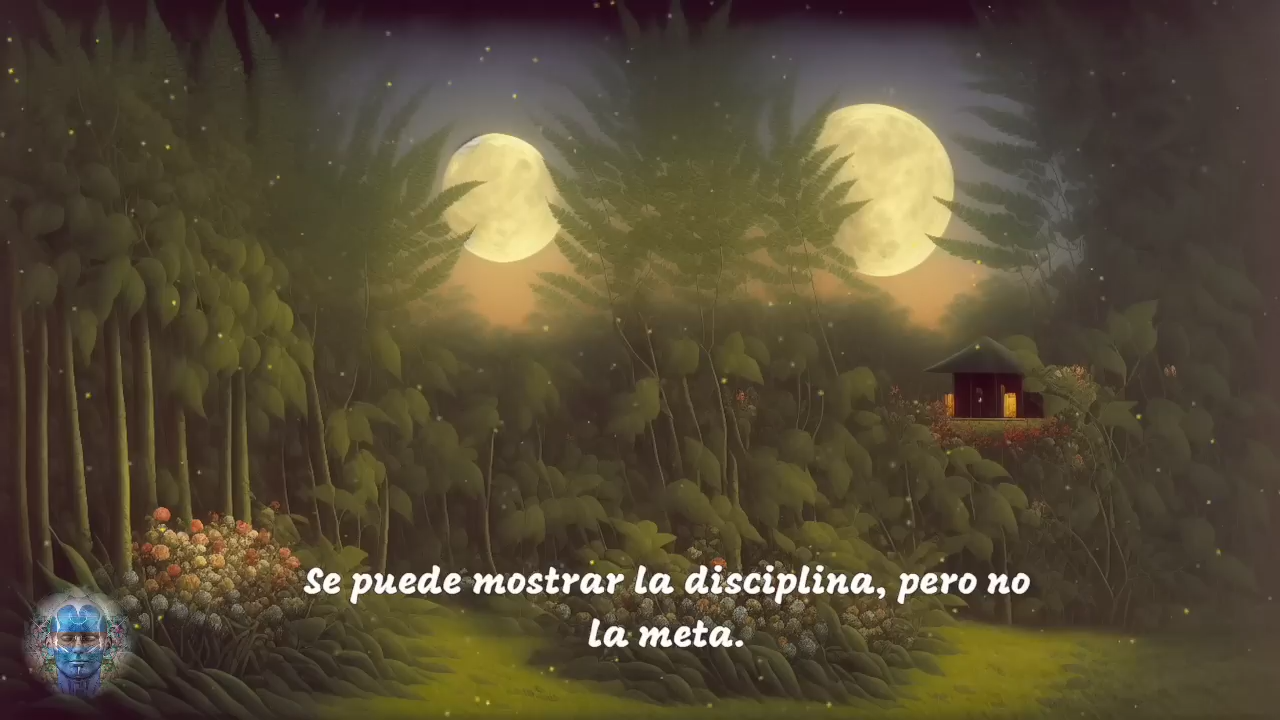 Se puede mostrar la disciplina, pero no
la meta.